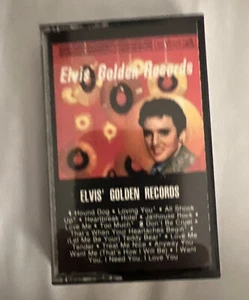 Elvis' Golden Records
ELVIS' GOLDEN RECORDS
• Hound Dog • Loving You • All Shook
Up • Heartbreak Hotel • Jailhouse Rock •
Love Me • Too Much • Don't Be Cruel •
That's When Your Heartaches Begin •
(Let Me Be Your) Teddy Bear • Love Me
Tender • Treat Me Nice • Anyway You
Want Me (That's How I Will Be) • I Want
You, I Need You, I Love You